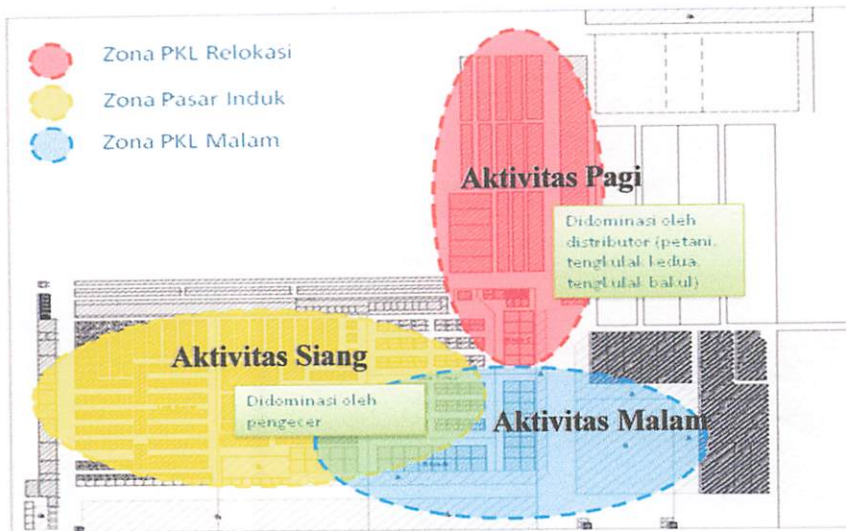 Zona PKL Relokasi
Zona Pasar Induk
Zona PKL Malam
Aktivitas Pagi
Didominasi oleh
distributor (petani,
tengkulak kedua,
tengkulak bakul)
Aktivitas Siang
Didominasi oleh
pengecer
Aktivitas Malam